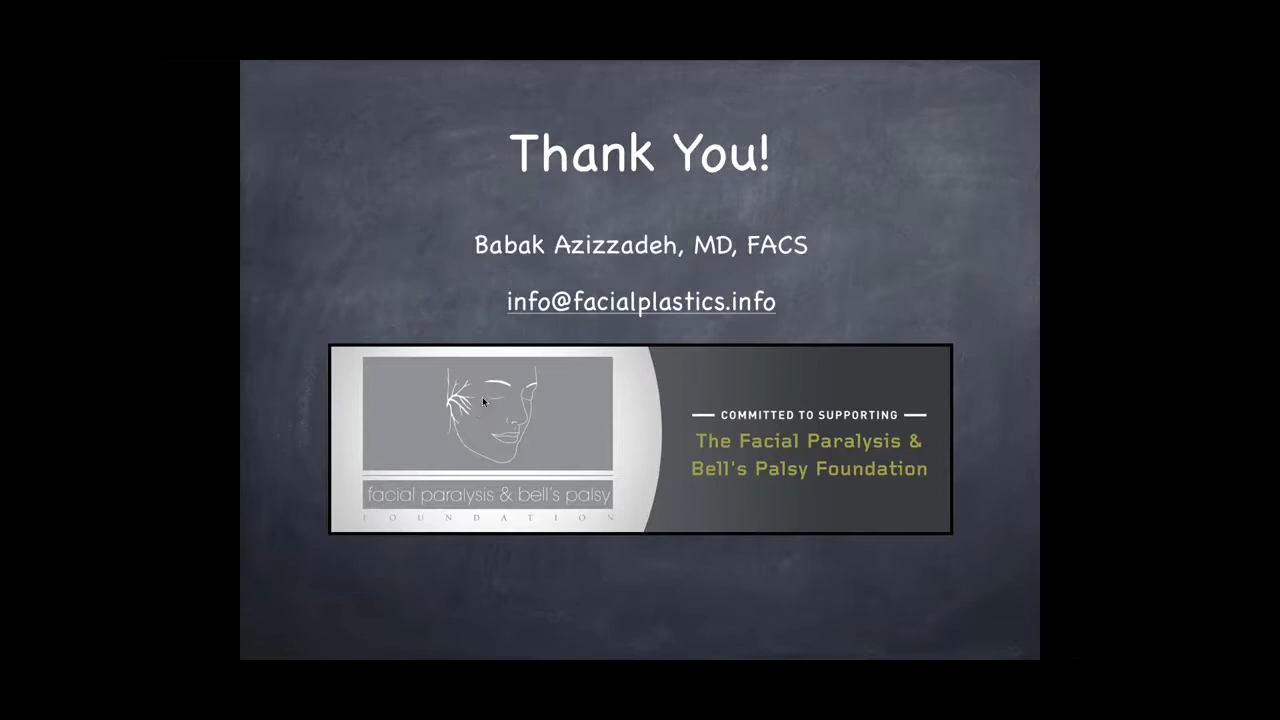 Thank You!
Babak Azizzadeh, MD, FACS
info@facialplastics.info
facial paralysis & bell's palsy
FOUNDATION
COMMITTED TO SUPPORTING
The Facial Paralysis &
Bell's Palsy Foundation